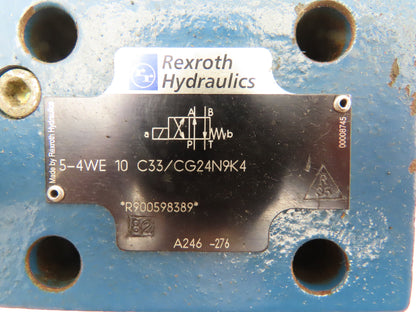 Rexroth
Hydraulics
Made by Rexroth Hydraulics
A B
a b
P T
00008745
5-4WE 10 C33/CG24N9K4
*R900598389*
52
A246 -276